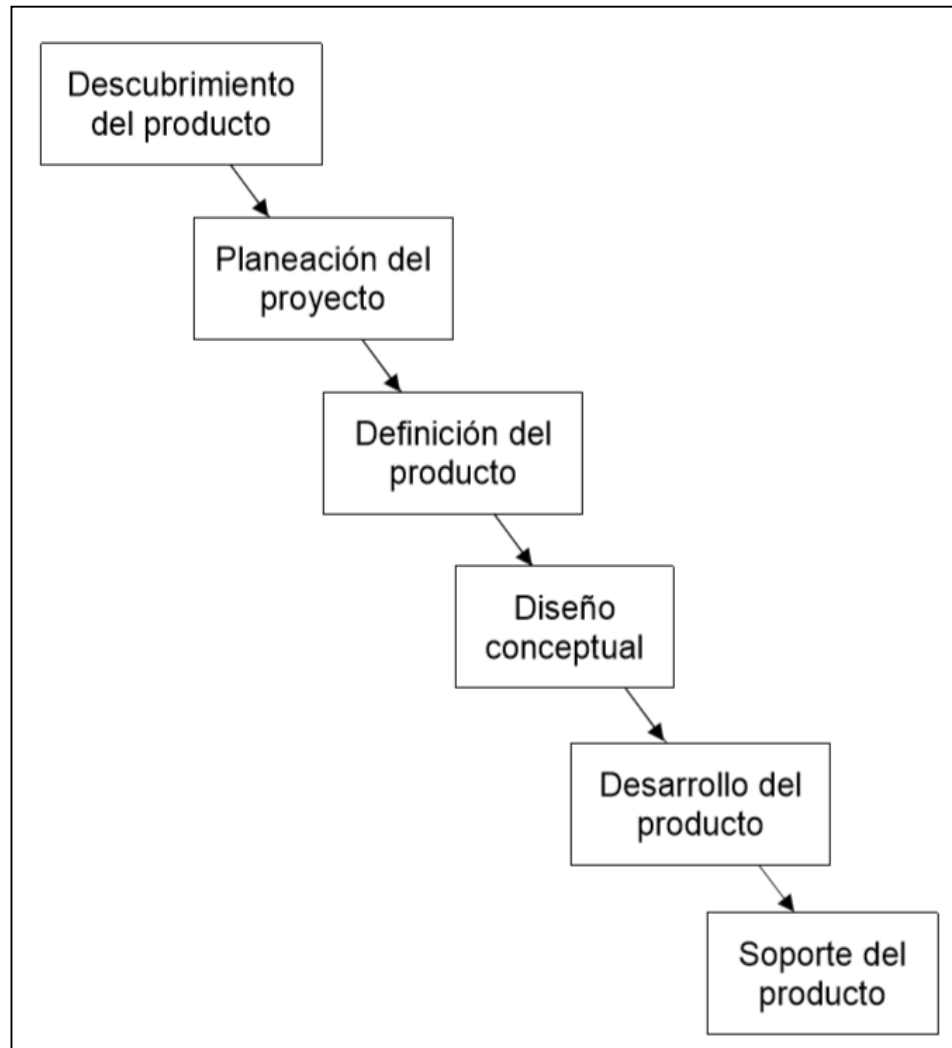 Descubrimiento
del producto
Planeación del
proyecto
Definición del
producto
Diseño
conceptual
Desarrollo del
producto
Soporte del
producto